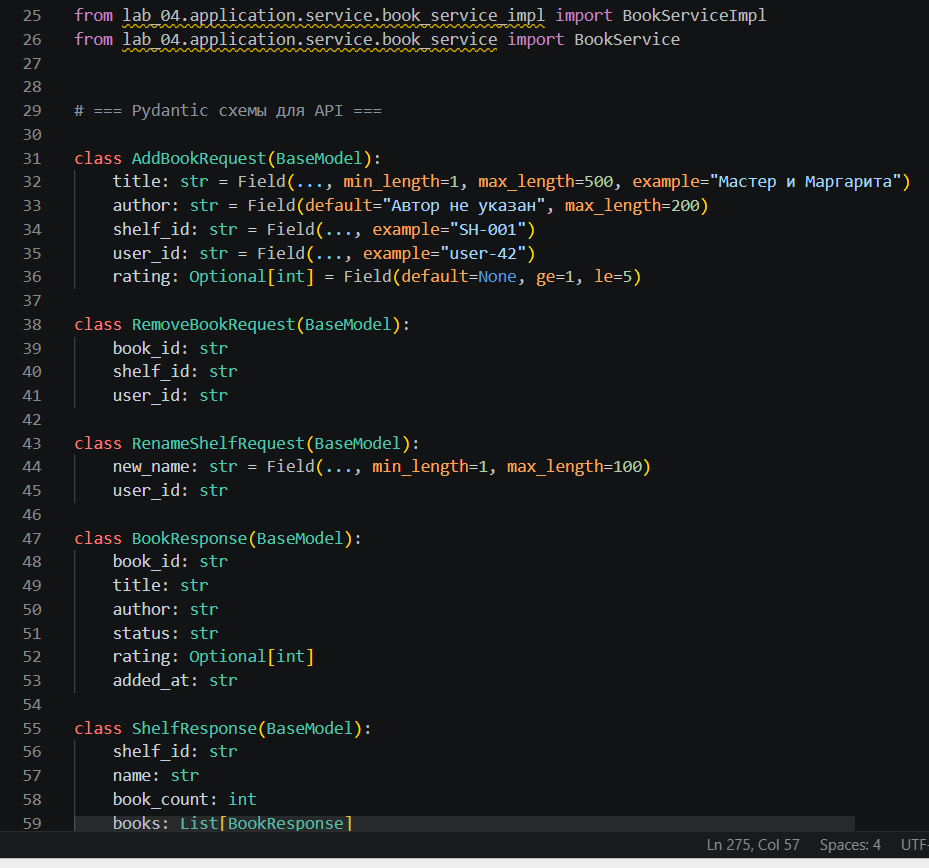 25 from lab_04.application.service.book_service_impl import BookServiceImpl
26 from lab_04.application.service.book_service import BookService
27
28
29 # === Pydantic схемы для API ===
30
31 class AddBookRequest(BaseModel):
32     title: str = Field(..., min_length=1, max_length=500, example="Мастер и Маргарита")
33     author: str = Field(default="Автор не указан", max_length=200)
34     shelf_id: str = Field(..., example="SH-001")
35     user_id: str = Field(..., example="user-42")
36     rating: Optional[int] = Field(default=None, ge=1, le=5)
37
38 class RemoveBookRequest(BaseModel):
39     book_id: str
40     shelf_id: str
41     user_id: str
42
43 class RenameShelfRequest(BaseModel):
44     new_name: str = Field(..., min_length=1, max_length=100)
45     user_id: str
46
47 class BookResponse(BaseModel):
48     book_id: str
49     title: str
50     author: str
51     status: str
52     rating: Optional[int]
53     added_at: str
54
55 class ShelfResponse(BaseModel):
56     shelf_id: str
57     name: str
58     book_count: int
59     books: List[BookResponse]
Ln 275, Col 57 Spaces: 4 UTF-